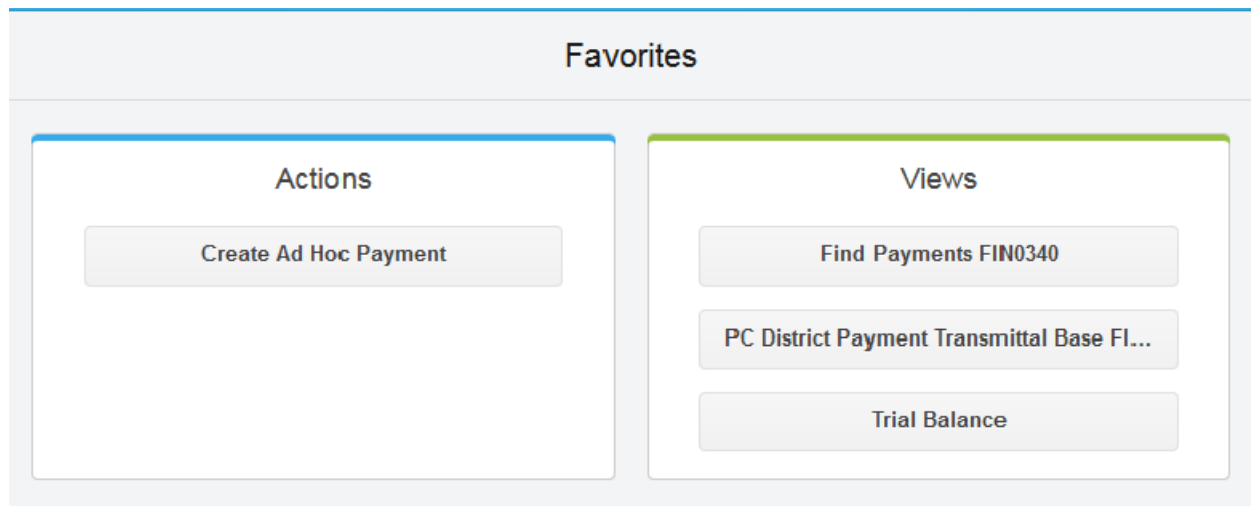 Favorites
Actions
Create Ad Hoc Payment
Views
Find Payments FIN0340
PC District Payment Transmittal Base FI...
Trial Balance